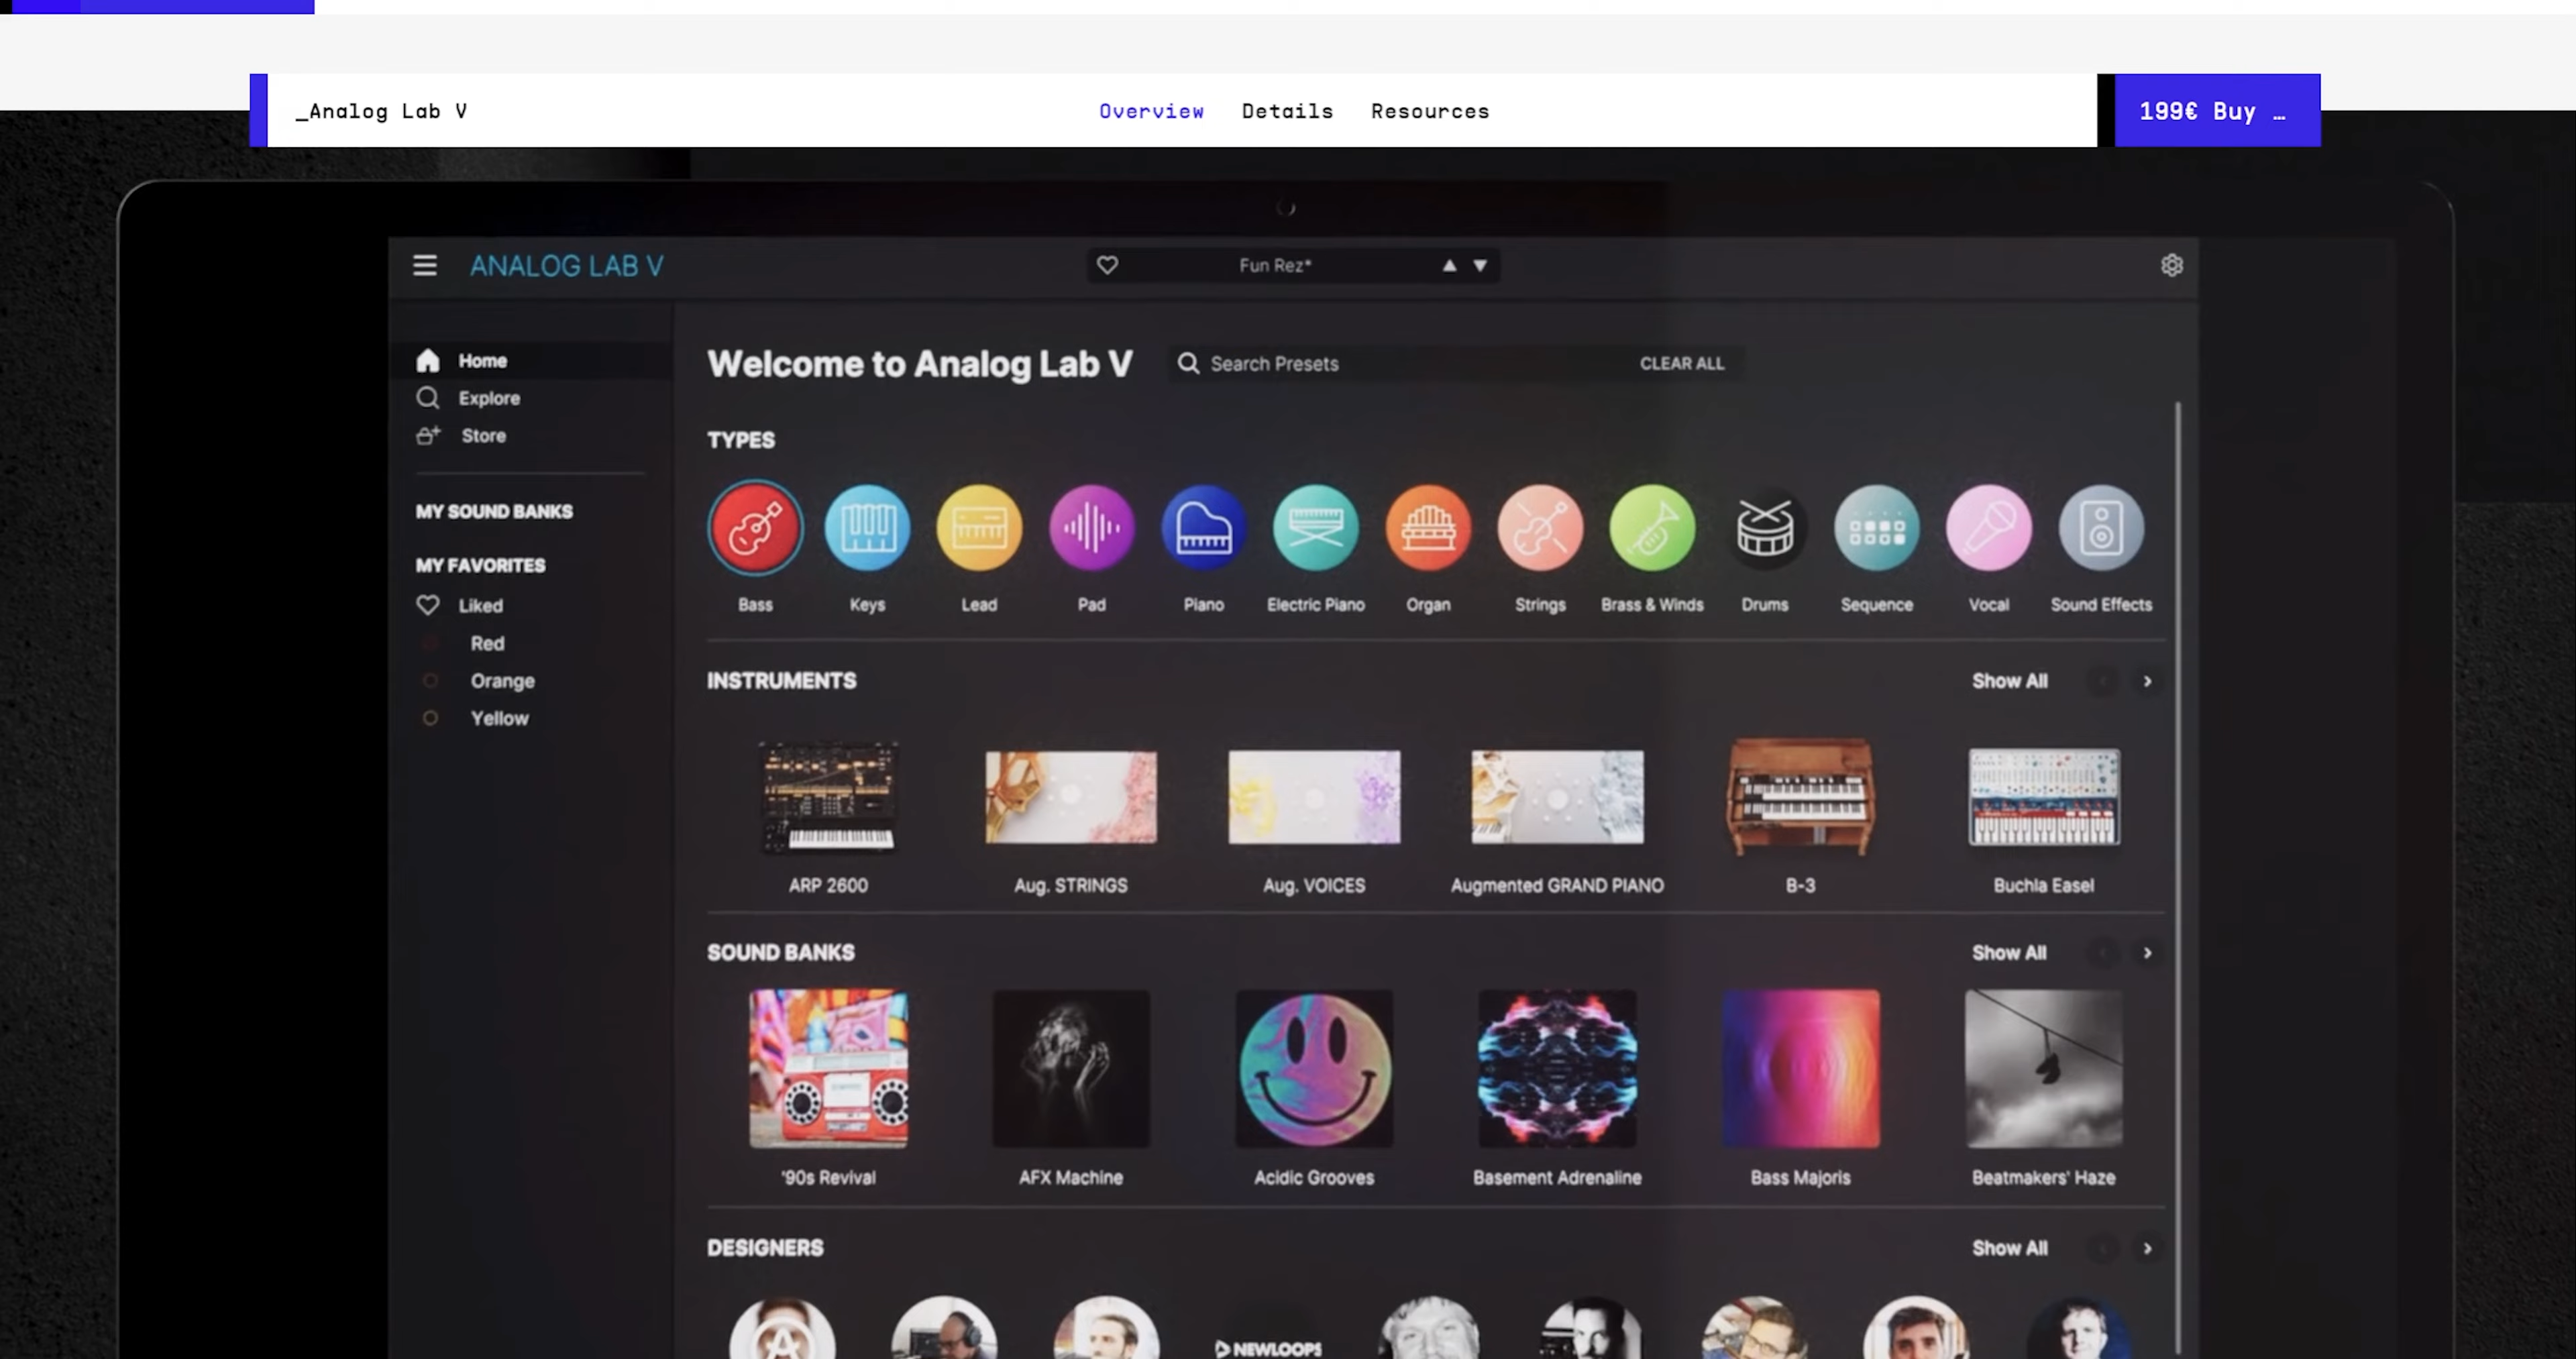 _Analog Lab V
Overview Details Resources
199€ Buy …
ANALOG LAB V
Fun Rez*
Home
Explore
Store
MY SOUND BANKS
MY FAVORITES
Liked
Red
Orange
Yellow
Welcome to Analog Lab V
Search Presets
CLEAR ALL
TYPES
Bass Keys Lead Pad Piano Electric Piano Organ Strings Brass & Winds Drums Sequence Vocal Sound Effects
INSTRUMENTS
Show All
ARP 2600 Aug. STRINGS Aug. VOICES Augmented GRAND PIANO B-3 Buchla Easel
SOUND BANKS
Show All
'90s Revival AFX Machine Acidic Grooves Basement Adrenaline Bass Majoris Beatmakers' Haze
DESIGNERS
Show All
NEWLOOPS